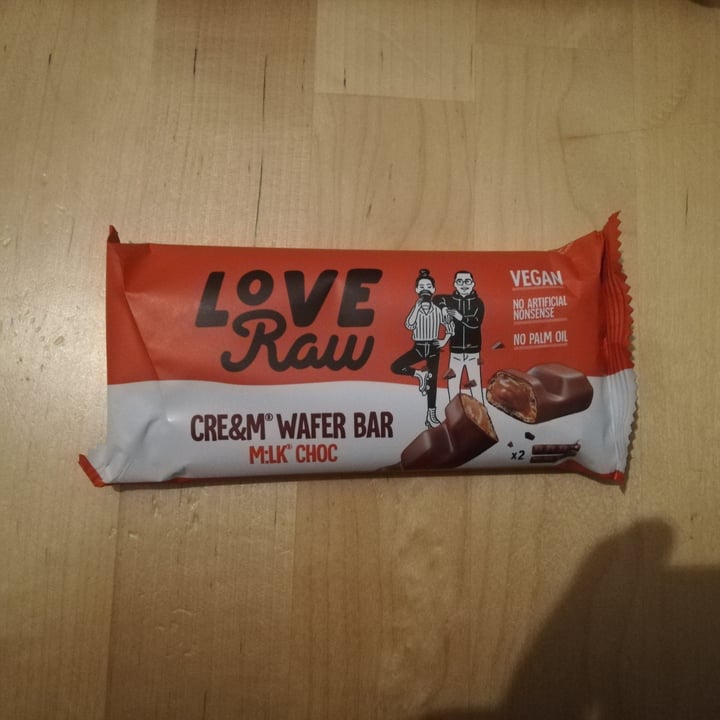 LOVE
Raw
CRE&M® WAFER BAR
M:LK® CHOC
VEGAN
NO ARTIFICIAL
NONSENSE
NO PALM OIL
x2